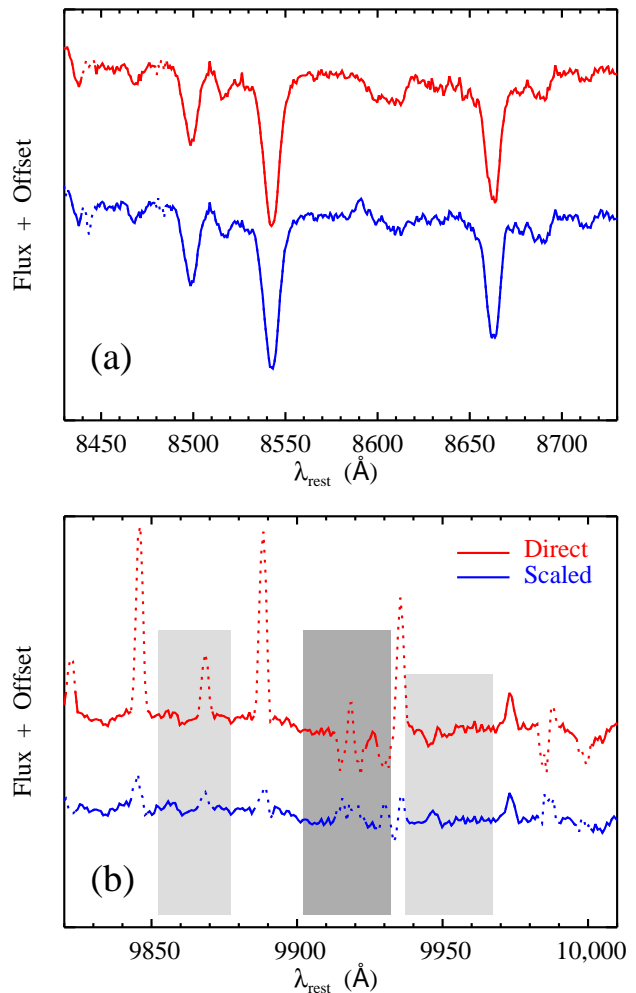 Flux + Offset
(a)
8450 8500 8550 8600 8650 8700
λrest (Å)
Direct
Scaled
Flux + Offset
(b)
9850 9900 9950 10,000
λrest (Å)